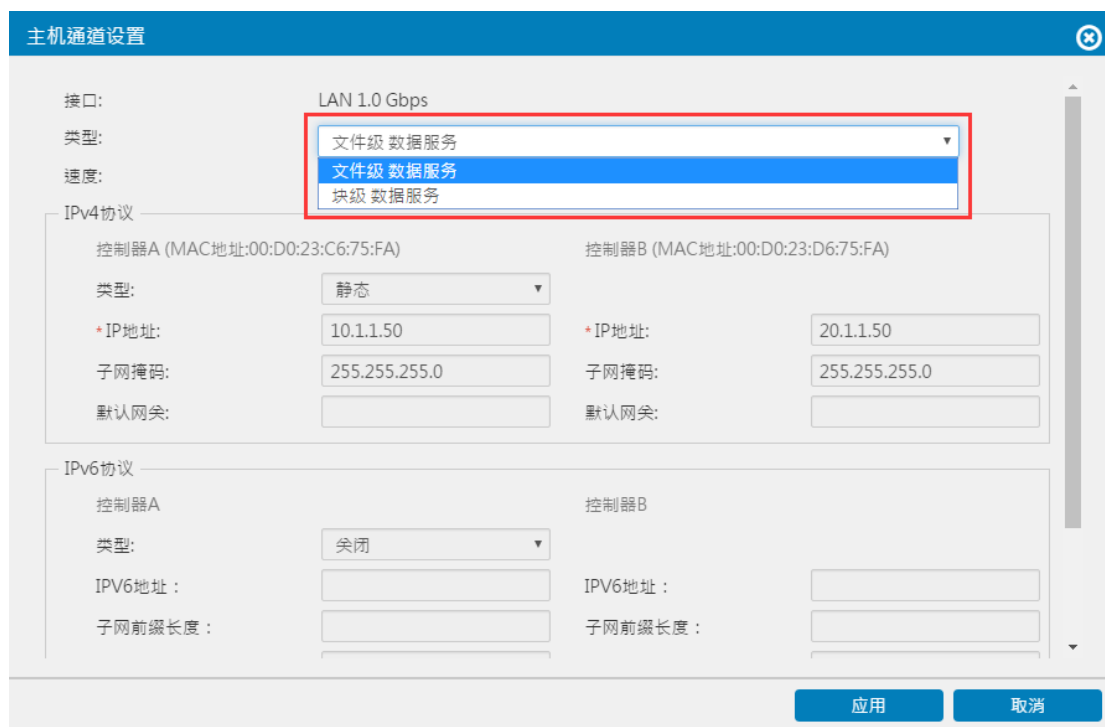 主机通道设置
接口: LAN 1.0 Gbps
类型: 文件级 数据服务
文件级 数据服务
速度:
块级 数据服务
IPv4协议
控制器A (MAC地址:00:D0:23:C6:75:FA) 控制器B (MAC地址:00:D0:23:D6:75:FA)
类型: 静态
*IP地址: 10.1.1.50 *IP地址: 20.1.1.50
子网掩码: 255.255.255.0 子网掩码: 255.255.255.0
默认网关: 默认网关:
IPv6协议
控制器A 控制器B
类型: 关闭
IPV6地址： IPV6地址：
子网前缀长度： 子网前缀长度：
应用 取消